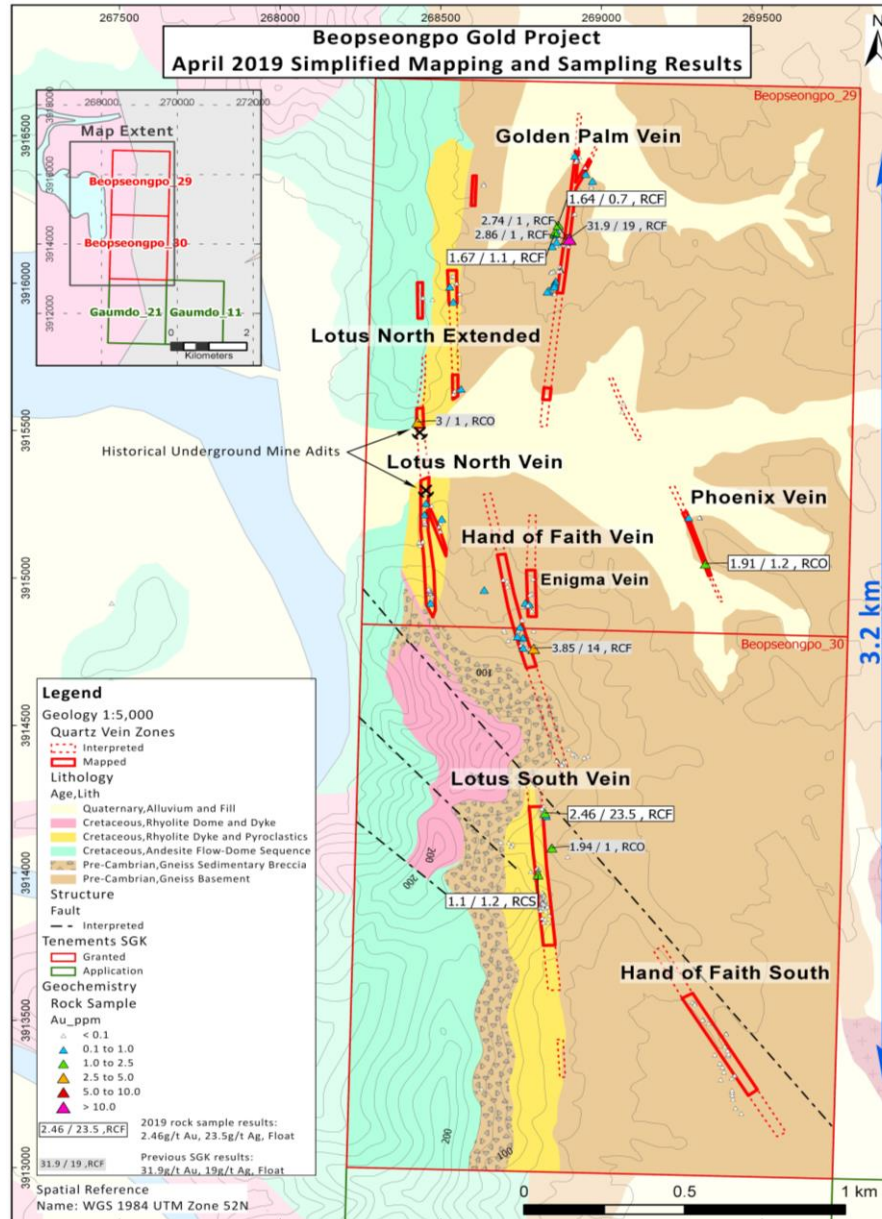 267500
268000
268500
269000
269500
Beopseongpo Gold Project
April 2019 Simplified Mapping and Sampling Results
N
268000
270000
272000
3918000
3916000
3914000
3912000
Map Extent
Beopseongpo_29
Beopseongpo_30
Gaumdo_21
Gaumdo_11
0
2
Kilometers
3916500
3916000
3915500
3915000
3914500
3914000
3913500
3913000
Beopseongpo_29
Golden Palm Vein
1.64 / 0.7, RCF
2.74 / 1 , RCF
2.86 / 1 , RCF
31.9 / 19 , RCF
1.67 / 1.1, RCF
Lotus North Extended
3 / 1 , RCO
Historical Underground Mine Adits
Lotus North Vein
Phoenix Vein
Hand of Faith Vein
1.91 / 1.2, RCO
Enigma Vein
Beopseongpo_30
3.2 km
3.85 / 14 , RCF
100
Lotus South Vein
2.46 / 23.5, RCF
1.94 / 1 , RCO
200
200
1.1 / 1.2, RCS
Hand of Faith South
200
100
Legend
Geology 1:5,000
Quartz Vein Zones
Interpreted
Mapped
Lithology
Age,Lith
Quaternary,Alluvium and Fill
Cretaceous,Rhyolite Dome and Dyke
Cretaceous,Rhyolite Dyke and Pyroclastics
Cretaceous,Andesite Flow-Dome Sequence
Pre-Cambrian,Gneiss Sedimentary Breccia
Pre-Cambrian,Gneiss Basement
Structure
Fault
Interpreted
Tenements SGK
Granted
Application
Geochemistry
Rock Sample
Au_ppm
< 0.1
0.1 to 1.0
1.0 to 2.5
2.5 to 5.0
5.0 to 10.0
> 10.0
2.46 / 23.5 ,RCF
2019 rock sample results:
2.46g/t Au, 23.5g/t Ag, Float
31.9 / 19 ,RCF
Previous SGK results:
31.9g/t Au, 19g/t Ag, Float
Spatial Reference
Name: WGS 1984 UTM Zone 52N
0
0.5
1 km